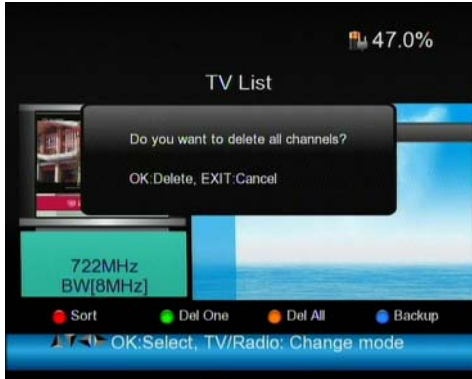 47.0%
TV List
Do you want to delete all channels?
OK:Delete, EXIT:Cancel
722MHz
BW[8MHz]
Sort Del One Del All Backup
OK:Select, TV/Radio: Change mode